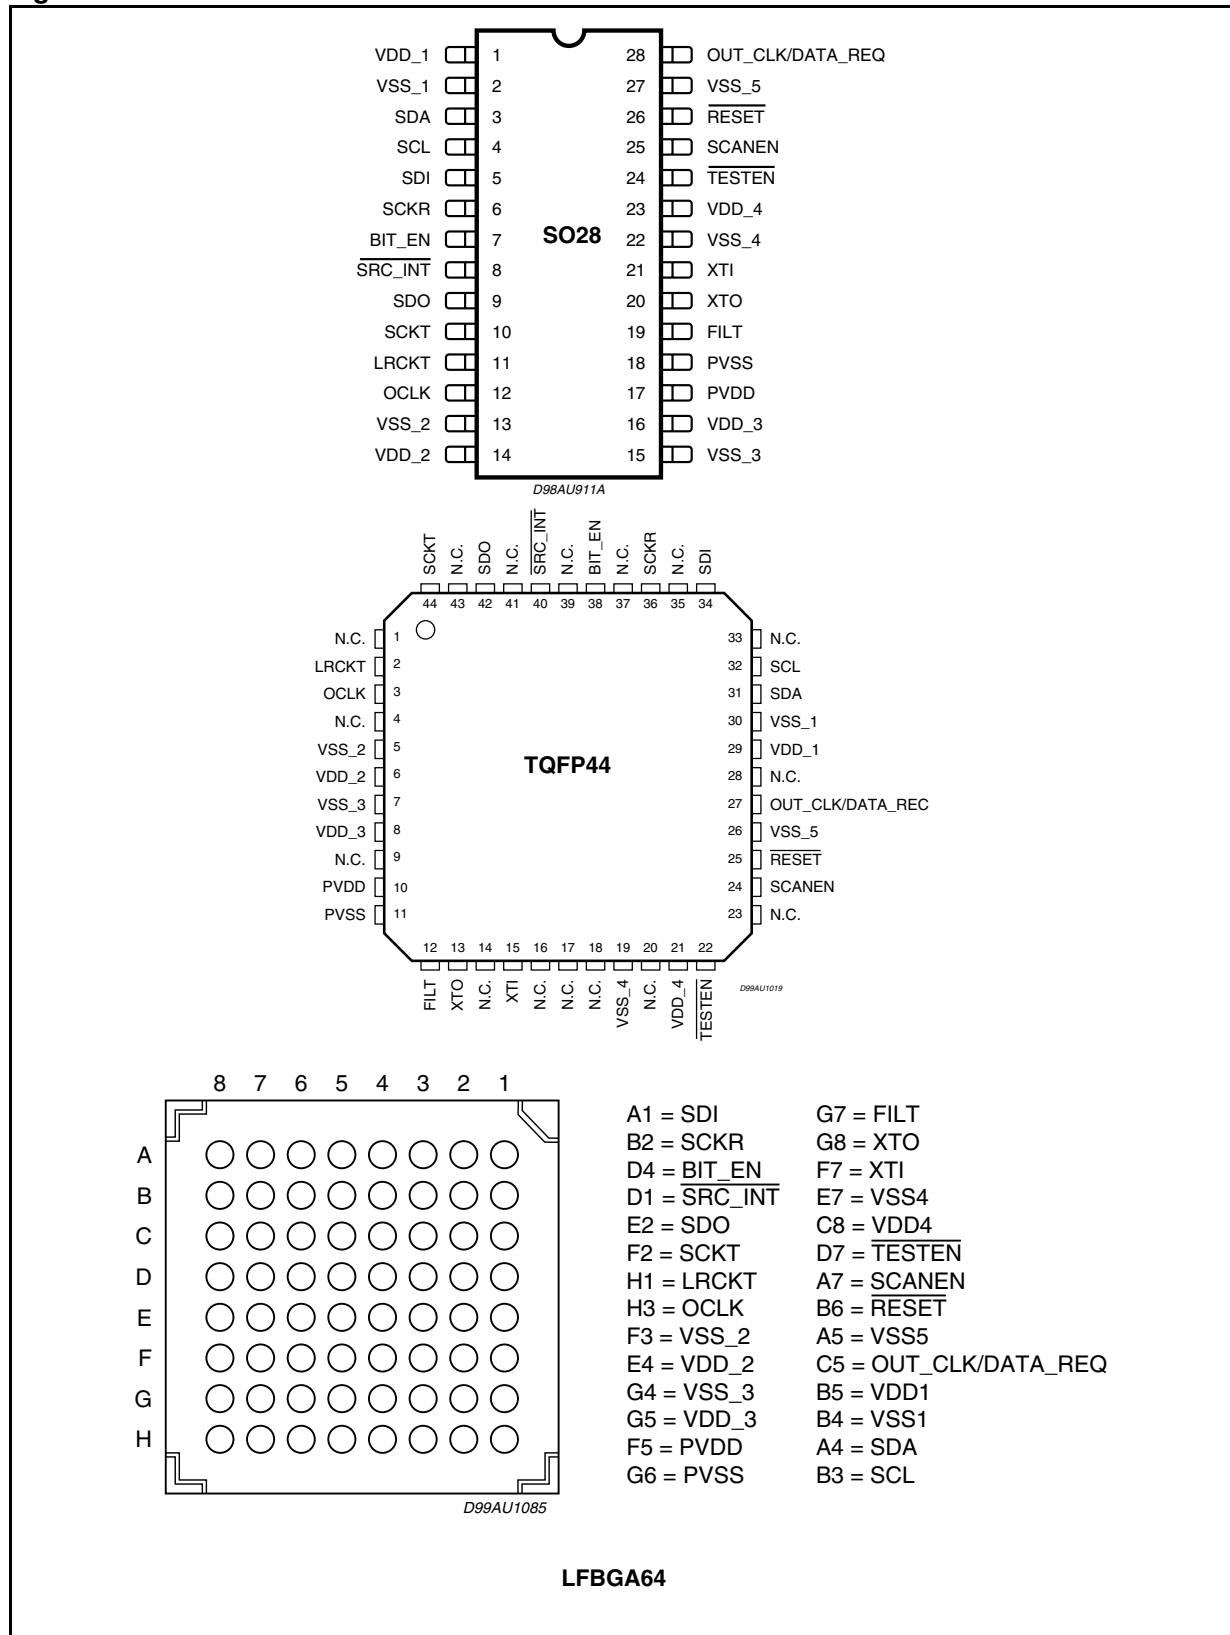 VDD_1 1 28 OUT_CLK/DATA_REQ
VSS_1 2 27 VSS_5
SDA 3 26 RESET
SCL 4 25 SCANEN
SDI 5 24 TESTEN
SCKR 6 23 VDD_4
BIT_EN 7 SO28 22 VSS_4
SRC_INT 8 21 XTI
SDO 9 20 XTO
SCKT 10 19 FILT
LRCKT 11 18 PVSS
OCLK 12 17 PVDD
VSS_2 13 16 VDD_3
VDD_2 14 15 VSS_3
D98AU911A
SCKT N.C. SDO N.C. SRC_INT N.C. BIT_EN N.C. SCKR N.C. SDI
44 43 42 41 40 39 38 37 36 35 34
N.C. 1 33 N.C.
LRCKT 2 32 SCL
OCLK 3 31 SDA
N.C. 4 30 VSS_1
VSS_2 5 29 VDD_1
TQFP44
VDD_2 6 28 N.C.
VSS_3 7 27 OUT_CLK/DATA_REC
VDD_3 8 26 VSS_5
N.C. 9 25 RESET
PVDD 10 24 SCANEN
PVSS 11 23 N.C.
12 13 14 15 16 17 18 19 20 21 22
FILT XTO N.C. XTI N.C. N.C. N.C. VSS_4 N.C. VDD_4 TESTEN
D99AU1019
8 7 6 5 4 3 2 1
A
B
C
D
E
F
G
H
D99AU1085
A1 = SDI
B2 = SCKR
D4 = BIT_EN
D1 = SRC_INT
E2 = SDO
F2 = SCKT
H1 = LRCKT
H3 = OCLK
F3 = VSS_2
E4 = VDD_2
G4 = VSS_3
G5 = VDD_3
F5 = PVDD
G6 = PVSS
G7 = FILT
G8 = XTO
F7 = XTI
E7 = VSS4
C8 = VDD4
D7 = TESTEN
A7 = SCANEN
B6 = RESET
A5 = VSS5
C5 = OUT_CLK/DATA_REQ
B5 = VDD1
B4 = VSS1
A4 = SDA
B3 = SCL
LFBGA64